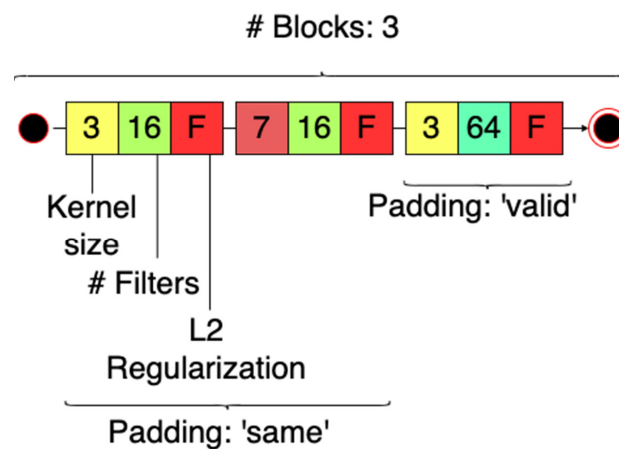 # Blocks: 3
3 16 F 7 16 F 3 64 F
Kernel
size
Padding: 'valid'
# Filters
L2
Regularization
Padding: 'same'